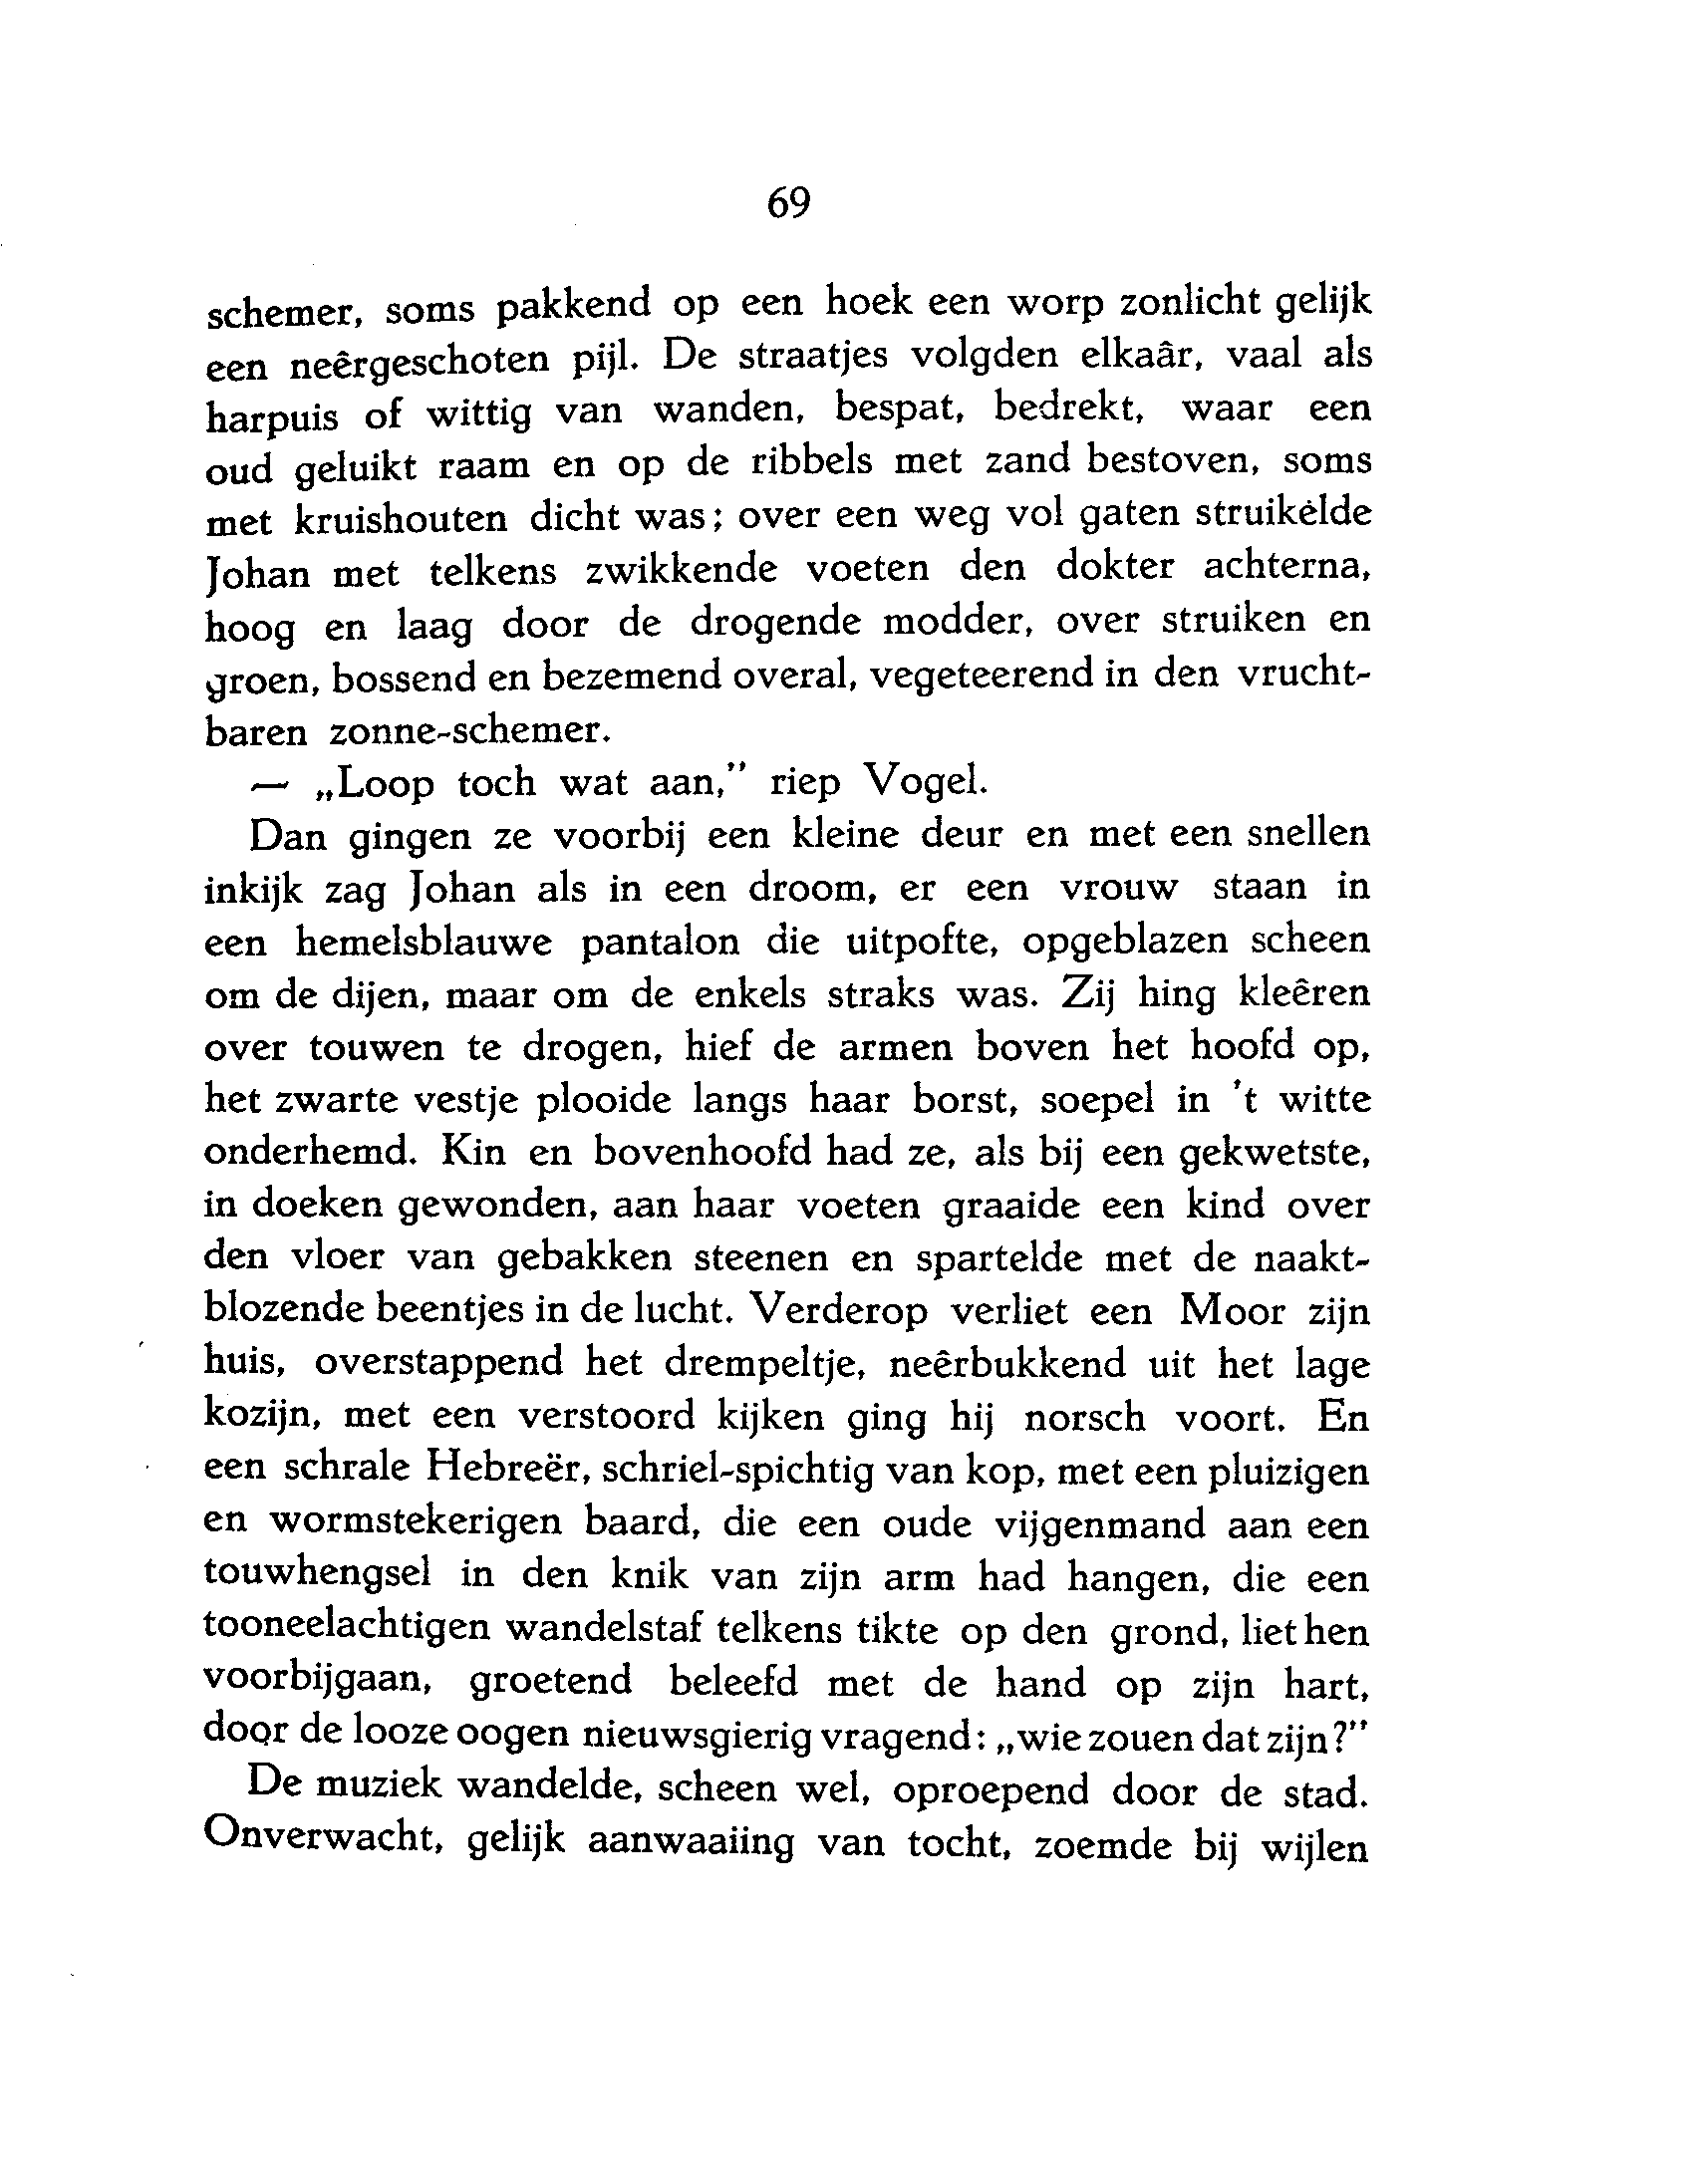 69
schemer, soms pakkend op een hoek een worp zonlicht gelijk
een neêrgeschoten pijl. De straatjes volgden elkaâr, vaal als
harpuis of wittig van wanden, bespat, bedrekt, waar een
oud geluikt raam en op de ribbels met zand bestoven, soms
met kruishouten dicht was; over een weg vol gaten struikelde
Johan met telkens zwikkende voeten den dokter achterna,
hoog en laag door de drogende modder, over struiken en
groen, bossend en bezemend overal, vegeteerend in den vrucht-
baren zonne-schemer.
— „Loop toch wat aan,” riep Vogel.
Dan gingen ze voorbij een kleine deur en met een snellen
inkijk zag Johan als in een droom, er een vrouw staan in
een hemelsblauwe pantalon die uitpofte, opgeblazen scheen
om de dijen, maar om de enkels straks was. Zij hing kleêren
over touwen te drogen, hief de armen boven het hoofd op,
het zwarte vestje plooide langs haar borst, soepel in 't witte
onderhemd. Kin en bovenhoofd had ze, als bij een gekwetste,
in doeken gewonden, aan haar voeten graaide een kind over
den vloer van gebakken steenen en spartelde met de naakt-
blozende beentjes in de lucht. Verderop verliet een Moor zijn
huis, overstappend het drempeltje, neêrbukkend uit het lage
kozijn, met een verstoord kijken ging hij norsch voort. En
een schrale Hebreër, schriel-spichtig van kop, met een pluizigen
en wormstekerigen baard, die een oude vijgenmand aan een
touwhengsel in den knik van zijn arm had hangen, die een
tooneelachtigen wandelstaf telkens tikte op den grond, liet hen
voorbijgaan, groetend beleefd met de hand op zijn hart,
door de looze oogen nieuwsgierig vragend: „wie zouen dat zijn?”
De muziek wandelde, scheen wel, oproepend door de stad.
Onverwacht, gelijk aanwaaiing van tocht, zoemde bij wijlen